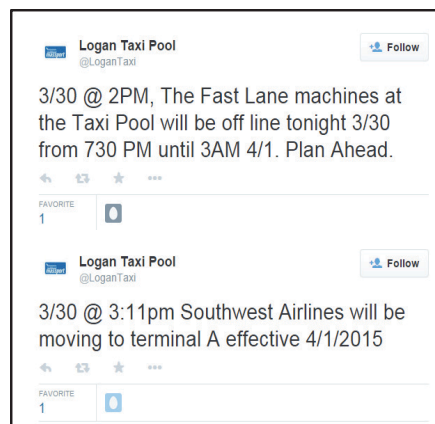 Logan Taxi Pool
Follow
@LoganTaxi
3/30 @ 2PM, The Fast Lane machines at
the Taxi Pool will be off line tonight 3/30
from 730 PM until 3AM 4/1. Plan Ahead.
FAVORITE
1
Logan Taxi Pool
Follow
@LoganTaxi
3/30 @ 3:11pm Southwest Airlines will be
moving to terminal A effective 4/1/2015
FAVORITE
1